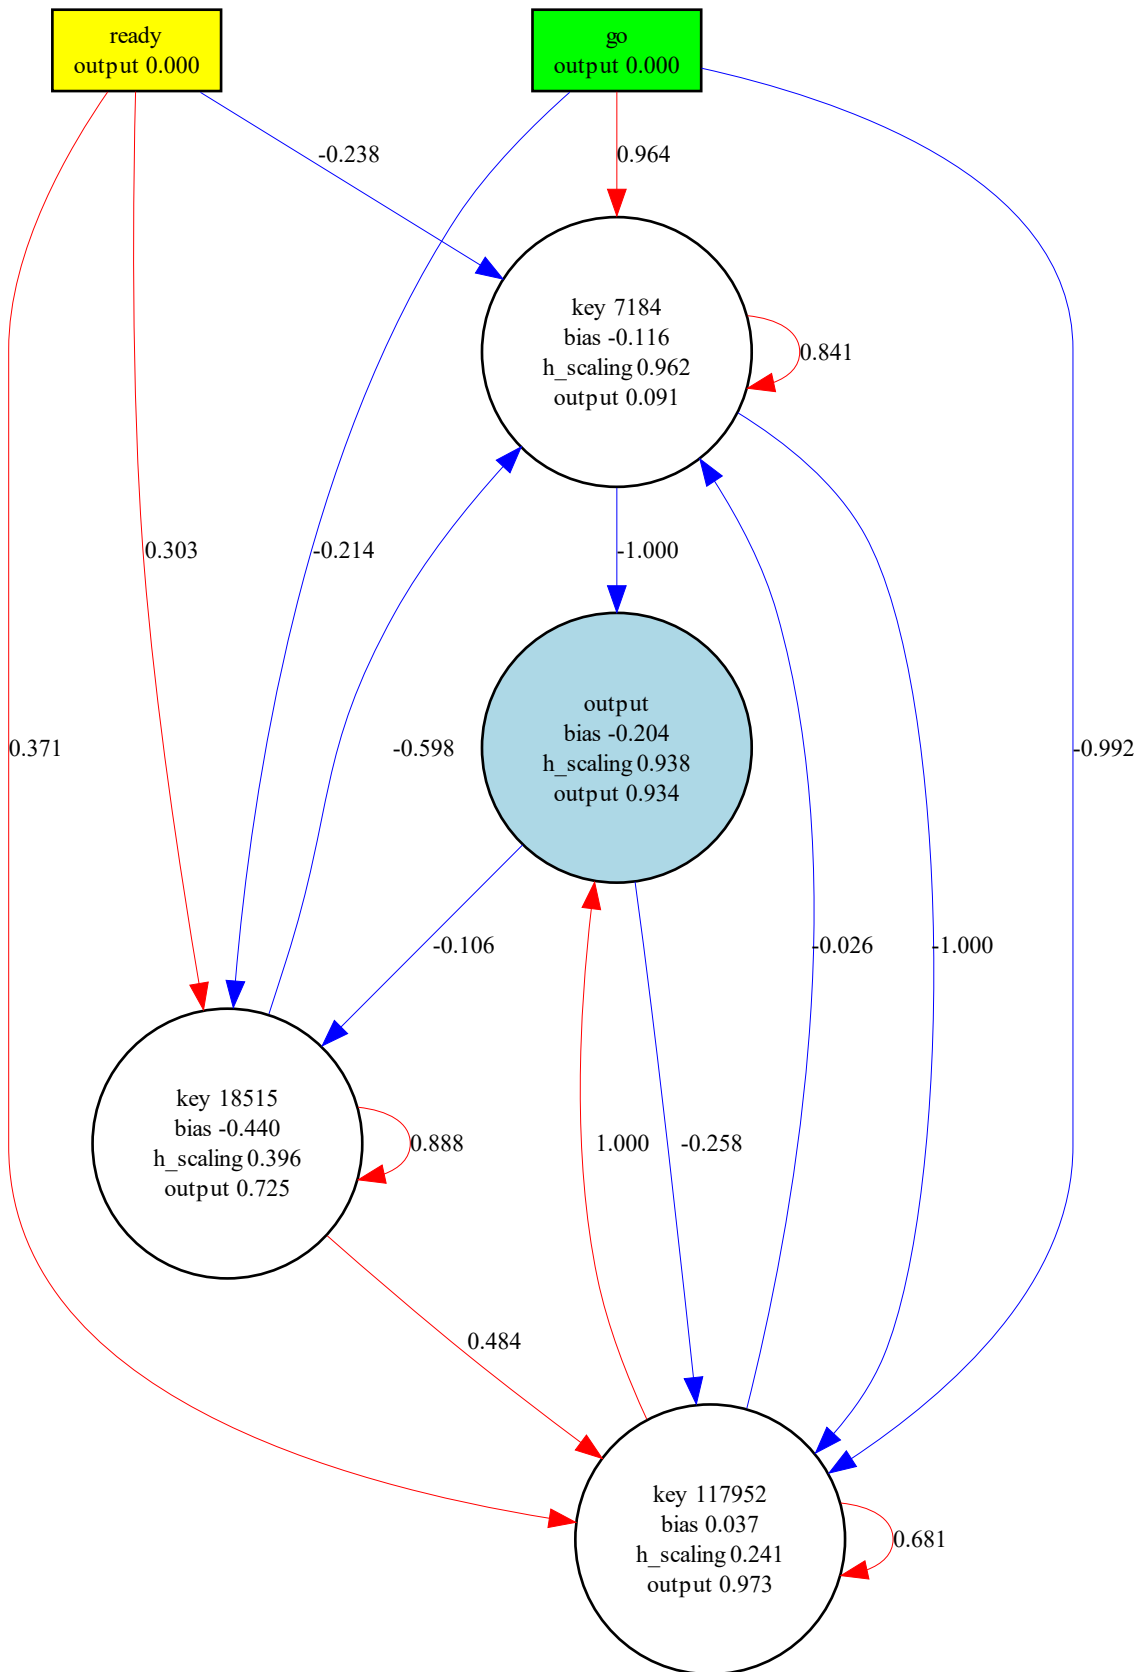 ready
output 0.000
go
output 0.000
-0.238
0.964
key 7184
bias -0.116
h_scaling 0.962
output 0.091
0.841
0.303
-0.214
-1.000
output
bias -0.204
h_scaling 0.938
output 0.934
0.371
-0.598
-0.992
-0.106
-0.026
-1.000
key 18515
bias -0.440
h_scaling 0.396
output 0.725
0.888
1.000
-0.258
0.484
key 117952
bias 0.037
h_scaling 0.241
output 0.973
0.681